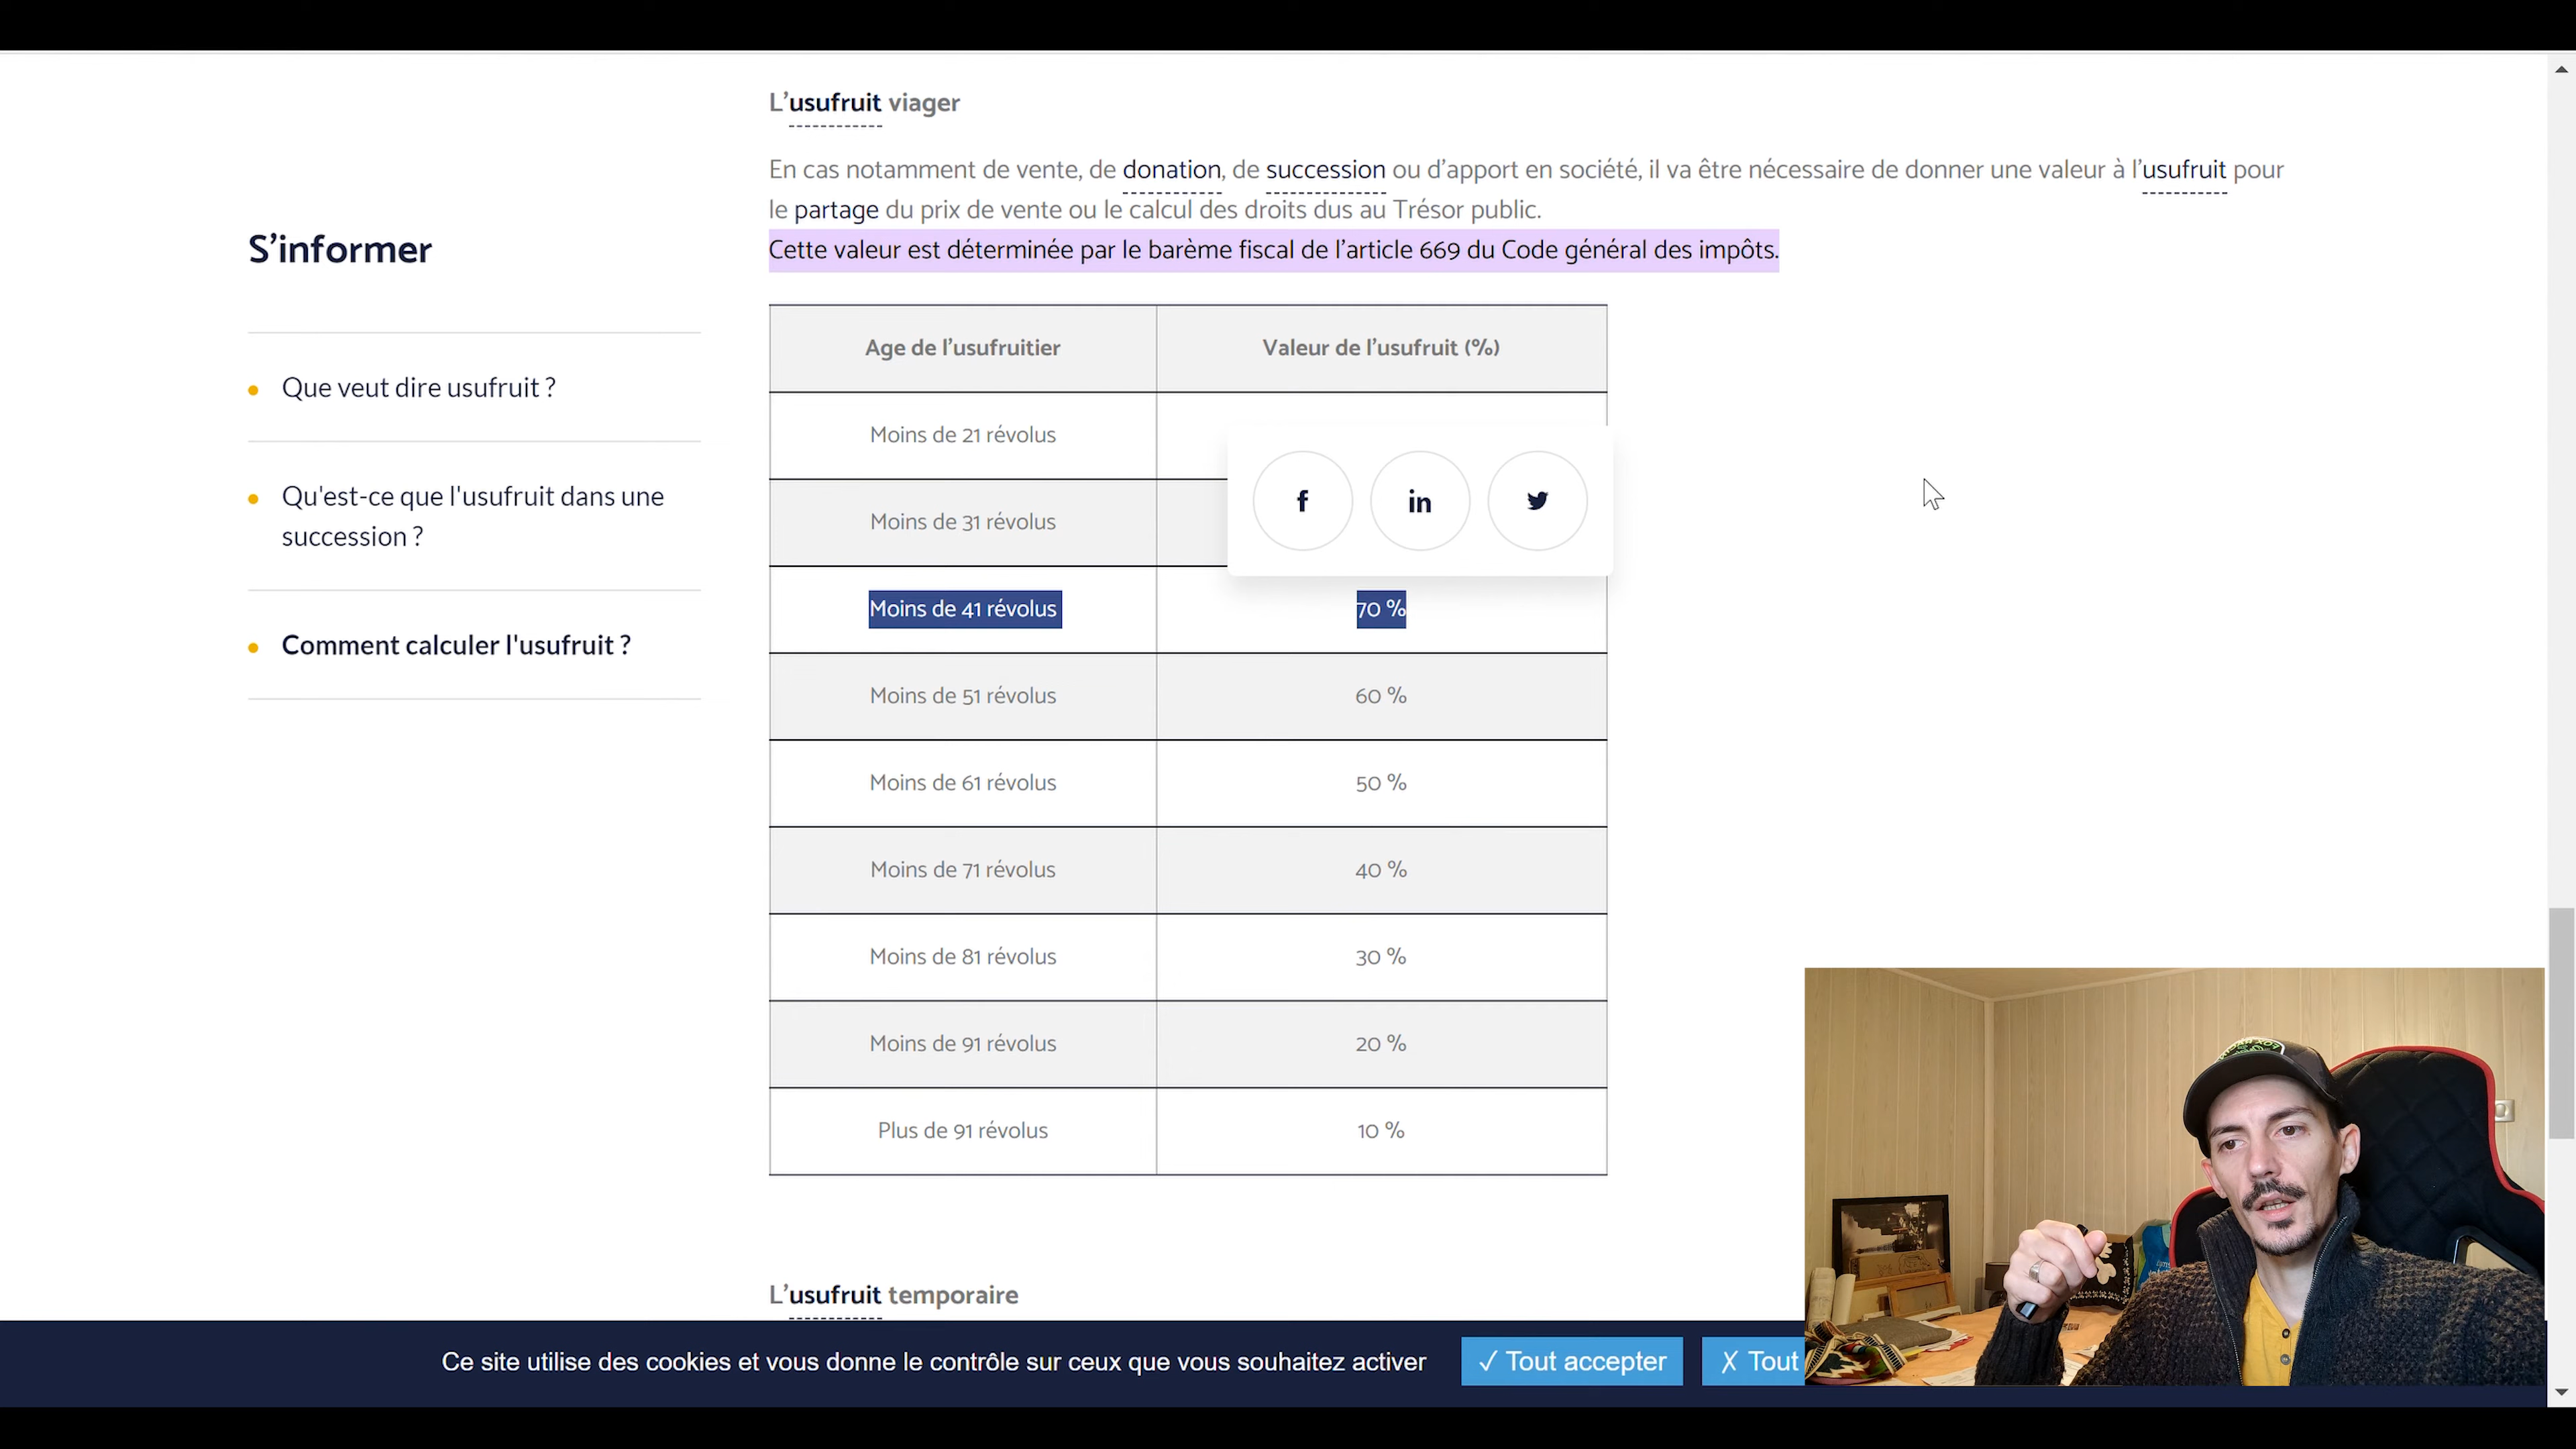 L'usufruit viager
En cas notamment de vente, de donation, de succession ou d'apport en société, il va être nécessaire de donner une valeur à l'usufruit pour
le partage du prix de vente ou le calcul des droits dus au Trésor public.
Cette valeur est déterminée par le barème fiscal de l'article 669 du Code général des impôts.
S'informer
• Que veut dire usufruit ?
• Qu'est-ce que l'usufruit dans une
succession ?
• Comment calculer l'usufruit ?
Age de l'usufruitier Valeur de l'usufruit (%)
Moins de 21 révolus
Moins de 31 révolus
Moins de 41 révolus 70 %
Moins de 51 révolus 60 %
Moins de 61 révolus 50 %
Moins de 71 révolus 40 %
Moins de 81 révolus 30 %
Moins de 91 révolus 20 %
Plus de 91 révolus 10 %
L'usufruit temporaire
Ce site utilise des cookies et vous donne le contrôle sur ceux que vous souhaitez activer ✓ Tout accepter ✗ Tout